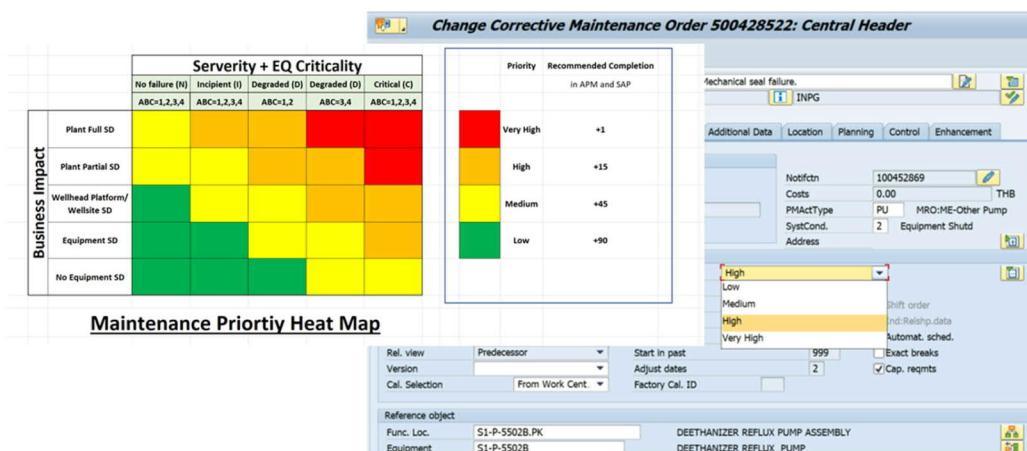 Change Corrective Maintenance Order 500428522: Central Header
Serverity + EQ Criticality
No failure (N) Incipient (I) Degraded (D) Degraded (D) Critical (C)
ABC=1,2,3,4 ABC=1,2,3,4 ABC=1,2 ABC=3,4 ABC=1,2,3,4
Business Impact
Plant Full SD
Plant Partial SD
Wellhead Platform/
Wellsite SD
Equipment SD
No Equipment SD
Maintenance Priortiy Heat Map
Priority Recommended Completion
in APM and SAP
Very High +1
High +15
Medium +45
Low +90
Mechanical seal failure.
INPG
Additional Data Location Planning Control Enhancement
Notifctn 100452869
Costs 0.00 THB
PMActType PU MRO:ME-Other Pump
SystCond. 2 Equipment Shutd
Address
High
Low
Medium
High
Very High
Shift order
Ind:Relshp.data
Automat. sched.
Rel. view Predecessor Start in past 999 Exact breaks
Version Adjust dates 2 Cap. reqmts
Cal. Selection From Work Cent. Factory Cal. ID
Reference object
Func. Loc. S1-P-5502B.PK DEETHANIZER REFLUX PUMP ASSEMBLY
Equipment S1-P-5502B DEETHANIZER REFLUX PUMP